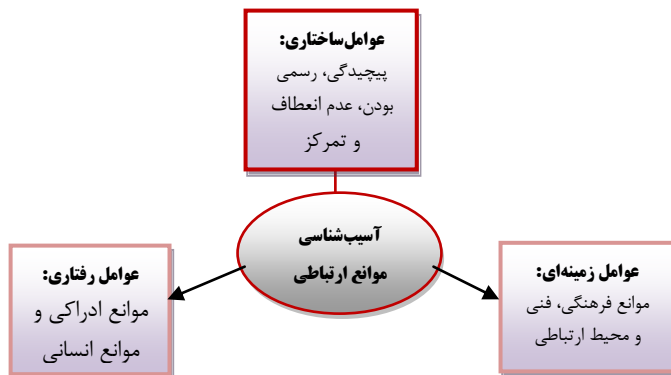 عوامل‌ساختاری:
پیچیدگی، رسمی
بودن، عدم انعطاف
و تمرکز
آسیب‌شناسی
موانع ارتباطی
عوامل زمینه‌ای:
موانع فرهنگی، فنی
و محیط ارتباطی
عوامل رفتاری:
موانع ادراکی و
موانع انسانی